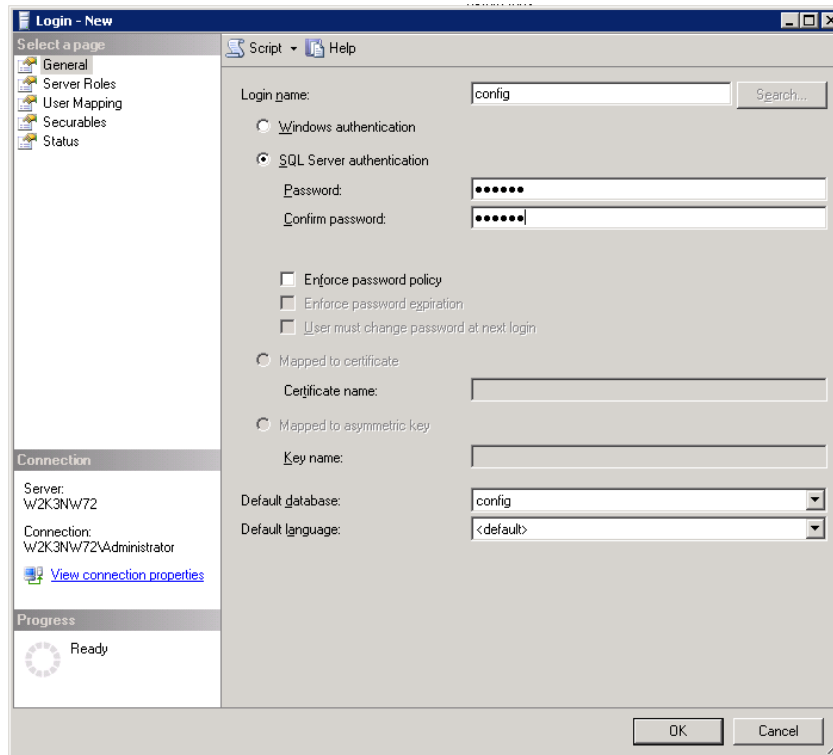 Login - New
Select a page
General
Server Roles
User Mapping
Securables
Status
Script Help
Login name: config Search...
Windows authentication
SQL Server authentication
Password: ●●●●●●
Confirm password: ●●●●●●
Enforce password policy
Enforce password expiration
User must change password at next login
Mapped to certificate
Certificate name:
Mapped to asymmetric key
Key name:
Default database: config
Default language: <default>
Connection
Server:
W2K3NW72
Connection:
W2K3NW72\Administrator
View connection properties
Progress
Ready
OK Cancel